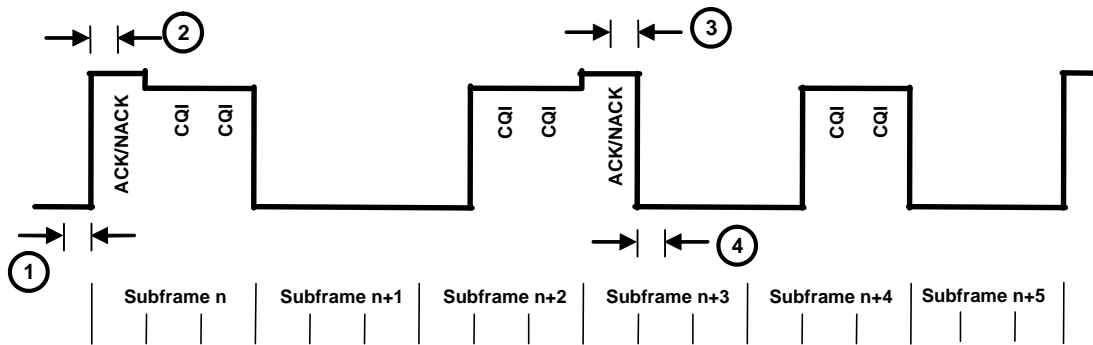 2
3
ACK/NACK
CQI
CQI
CQI
CQI
ACK/NACK
CQI
CQI
1
4
Subframe n
Subframe n+1
Subframe n+2
Subframe n+3
Subframe n+4
Subframe n+5